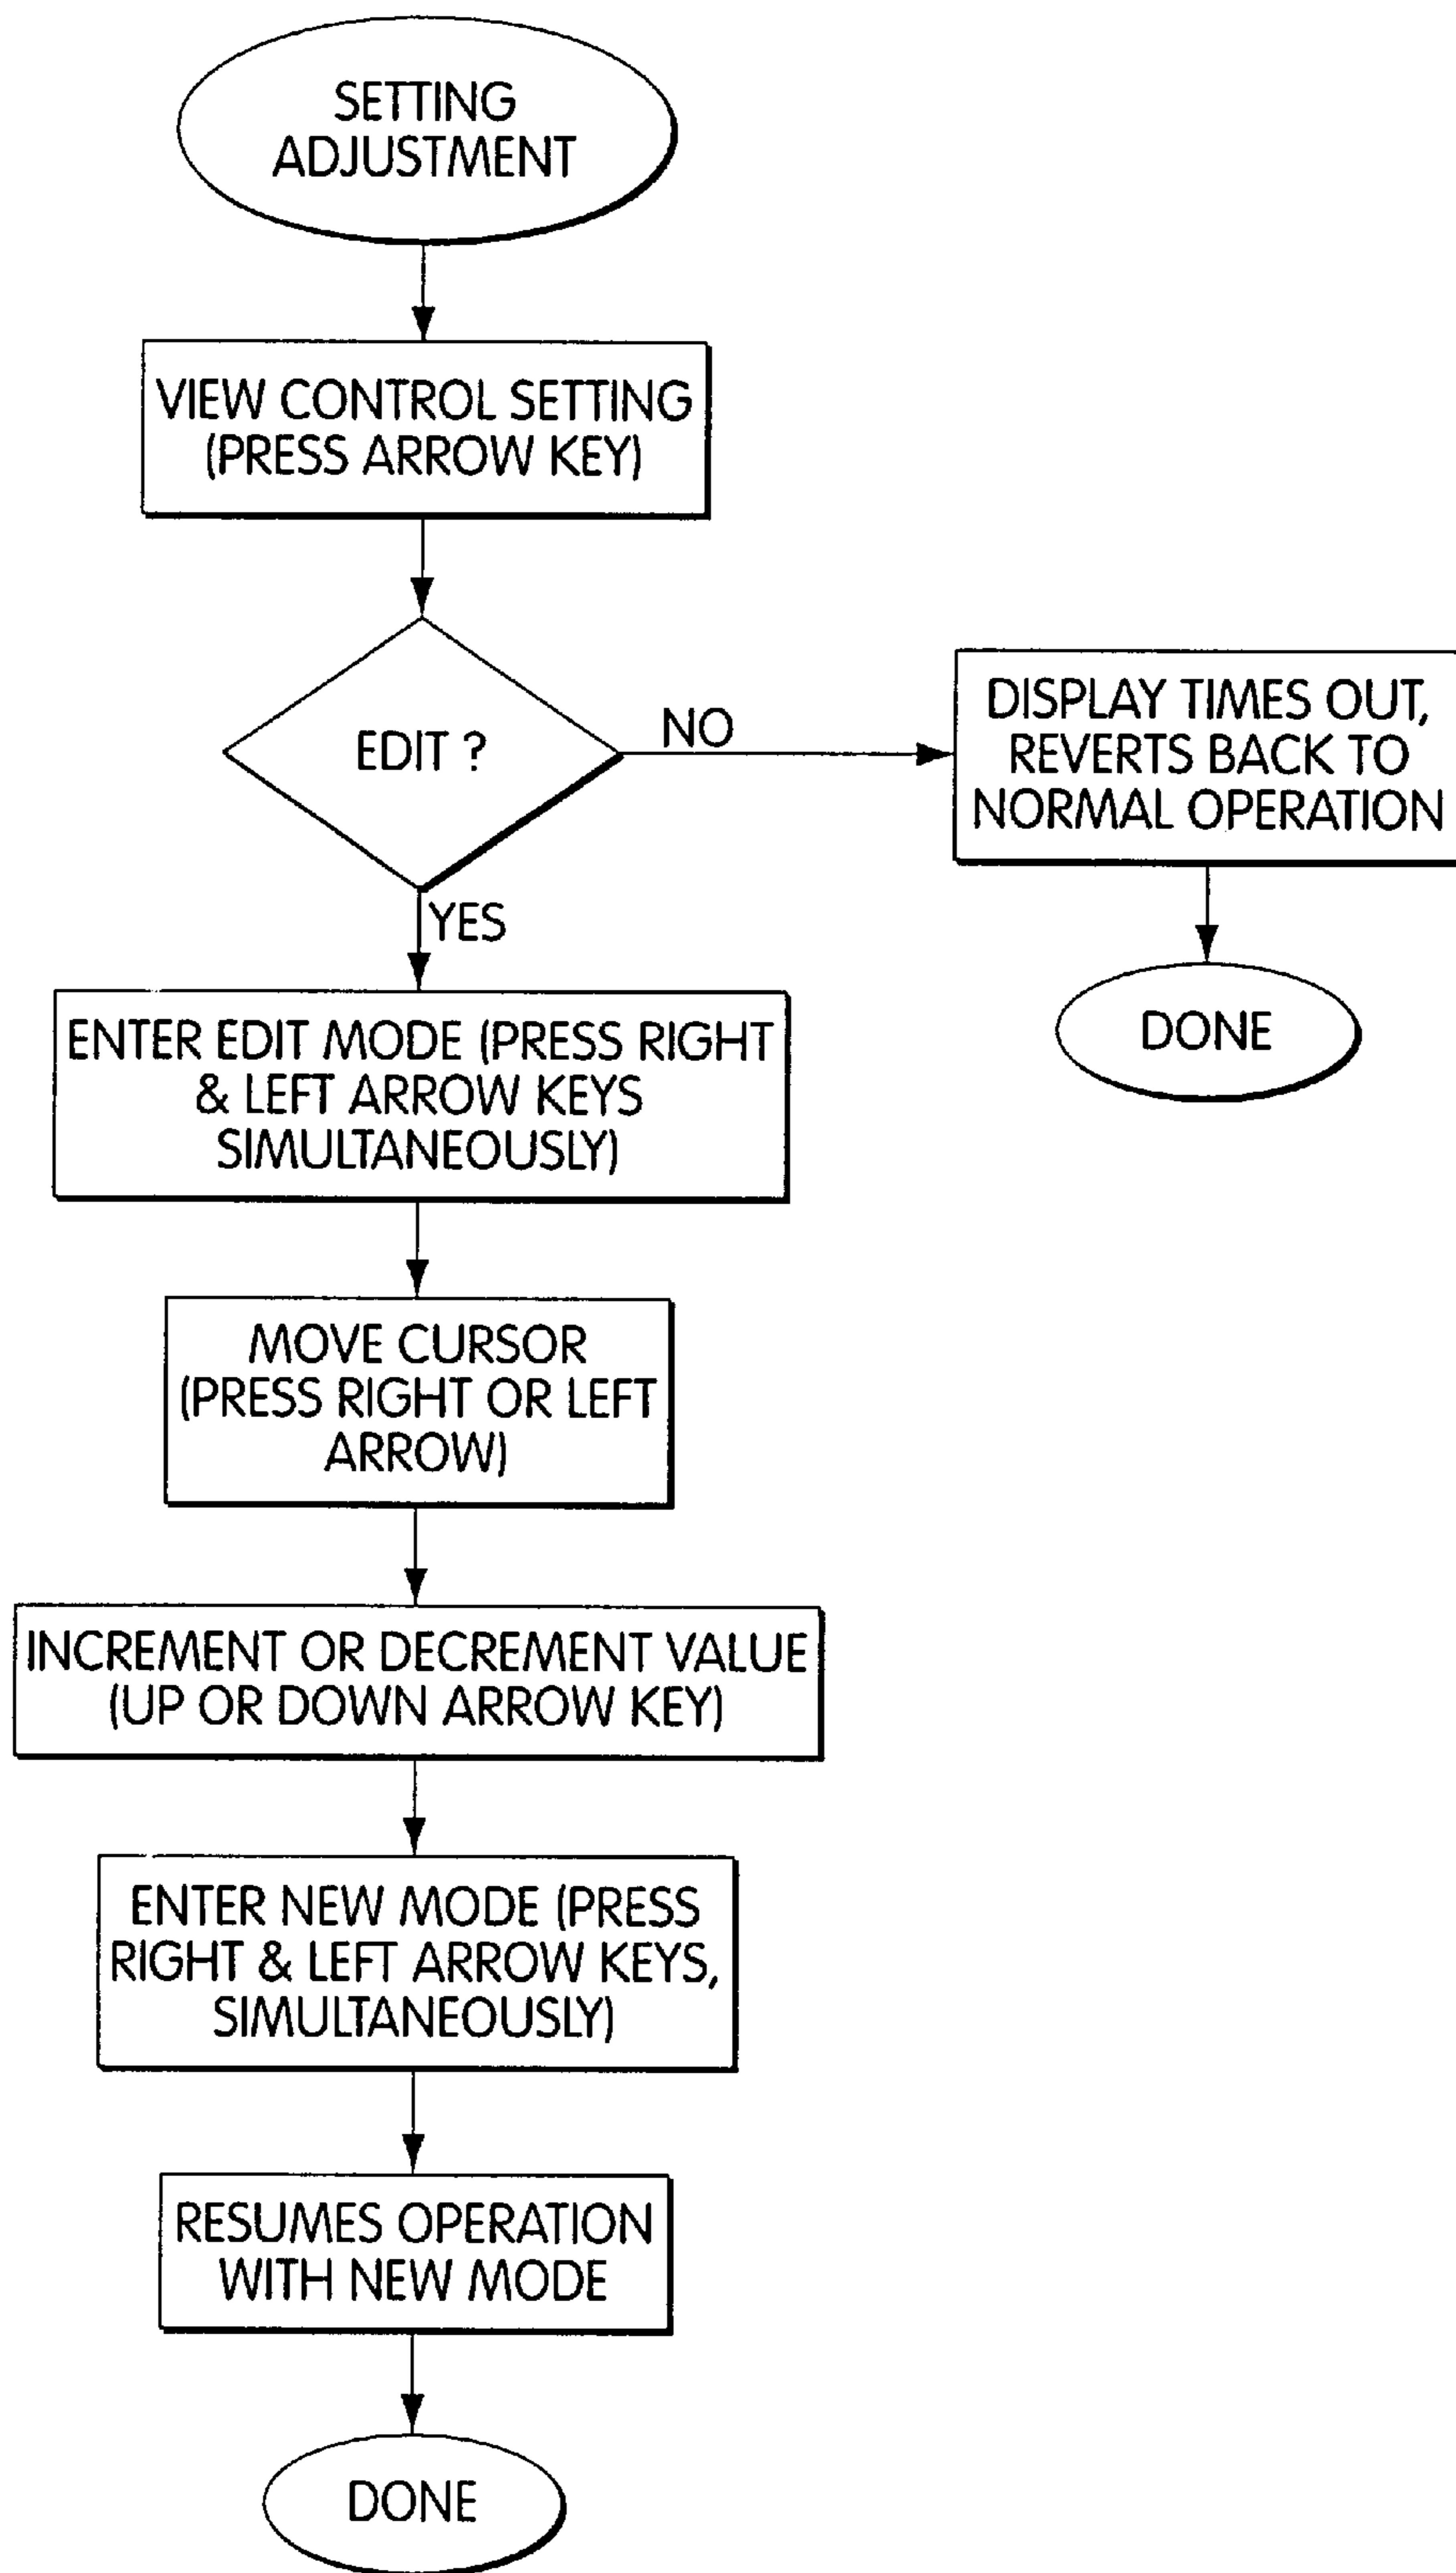 SETTING
ADJUSTMENT
VIEW CONTROL SETTING
(PRESS ARROW KEY)
EDIT ?
NO
DISPLAY TIMES OUT,
REVERTS BACK TO
NORMAL OPERATION
DONE
YES
ENTER EDIT MODE (PRESS RIGHT
& LEFT ARROW KEYS
SIMULTANEOUSLY)
MOVE CURSOR
(PRESS RIGHT OR LEFT
ARROW)
INCREMENT OR DECREMENT VALUE
(UP OR DOWN ARROW KEY)
ENTER NEW MODE (PRESS
RIGHT & LEFT ARROW KEYS,
SIMULTANEOUSLY)
RESUMES OPERATION
WITH NEW MODE
DONE